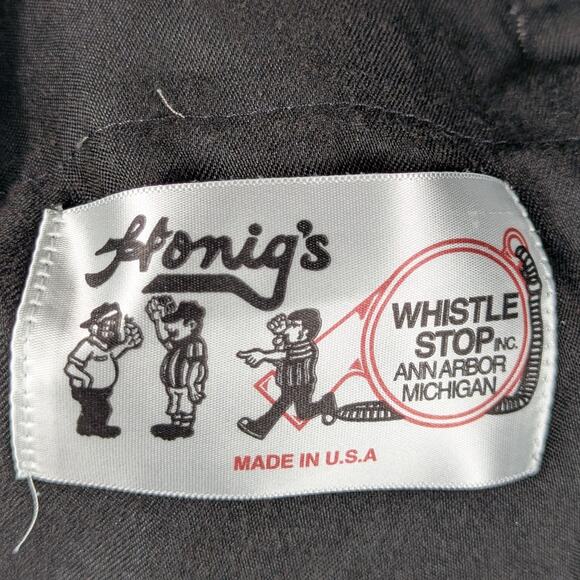 Honig's
WHISTLE
STOP INC.
ANN ARBOR
MICHIGAN
MADE IN U.S.A